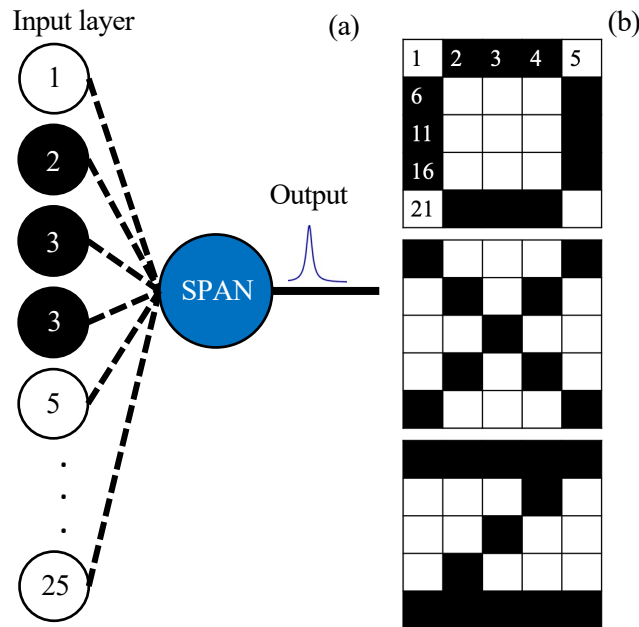 Input layer
(a)
(b)
1
2
3
3
5
.
.
.
.
25
SPAN
Output
1 2 3 4 5
6
11
16
21